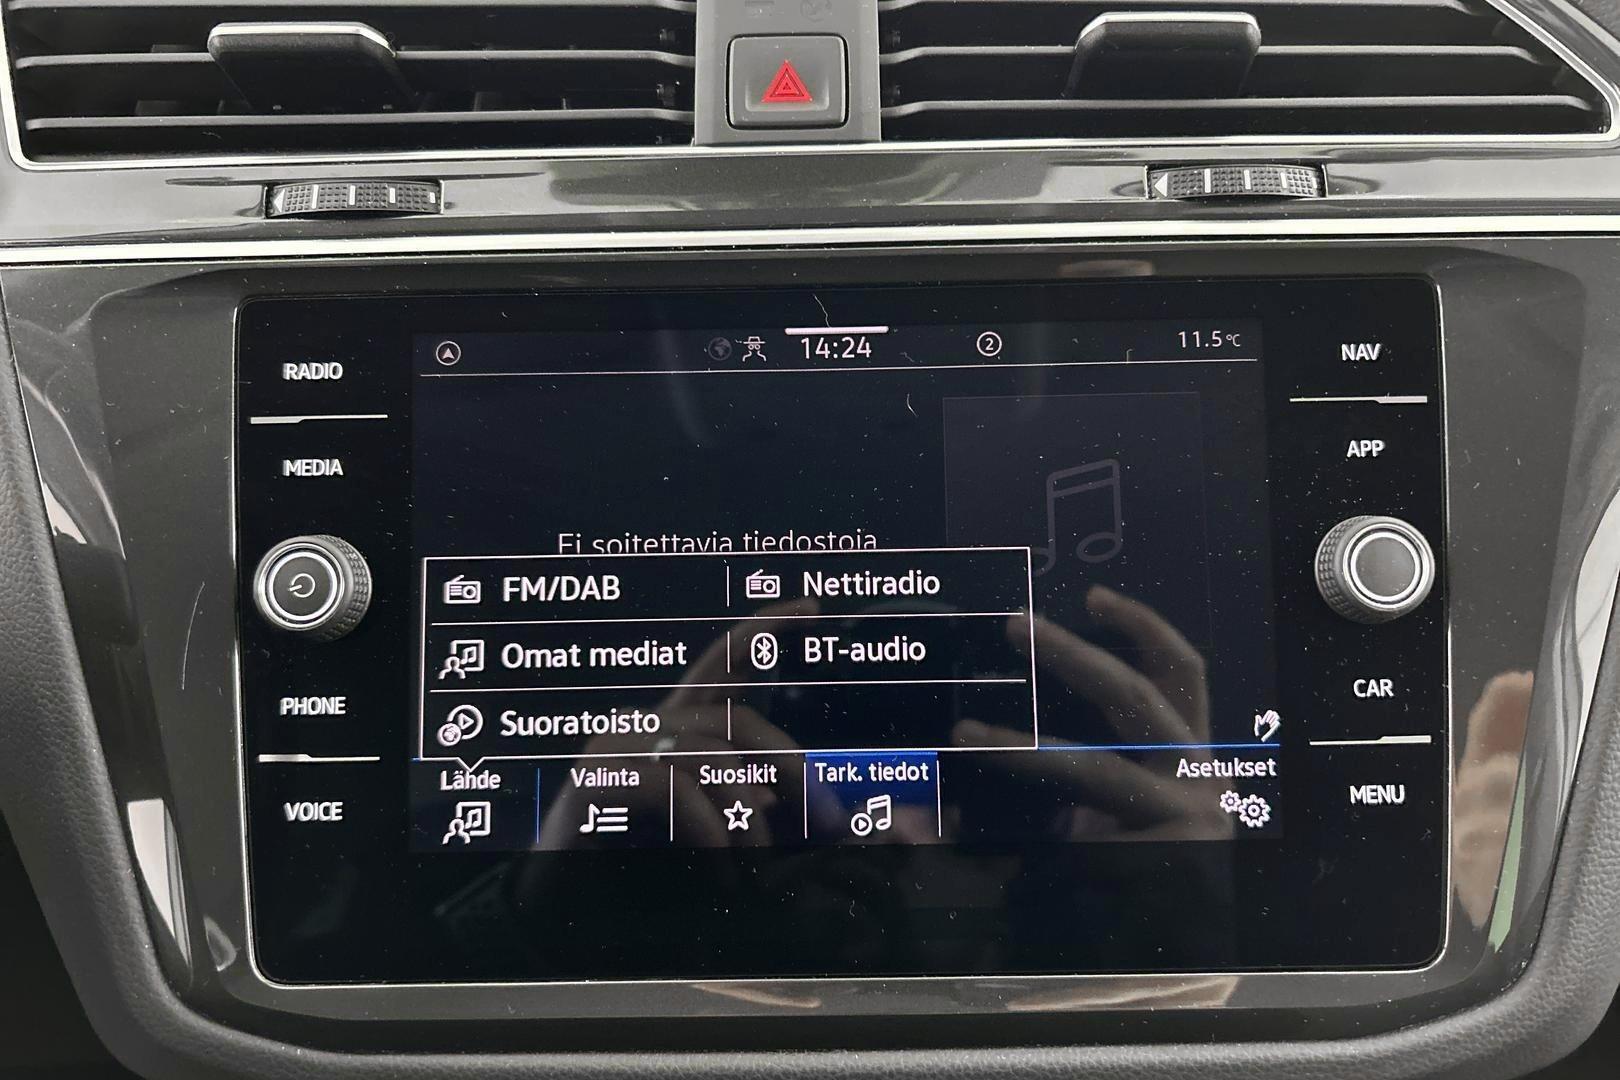 RADIO
MEDIA
PHONE
VOICE
14:24
2
11.5°C
Ei soitettavia tiedostoja
FM/DAB
Nettiradio
Omat mediat
BT-audio
Suoratoisto
Lähde
Valinta
Suosikit
Tark. tiedot
Asetukset
NAV
APP
CAR
MENU